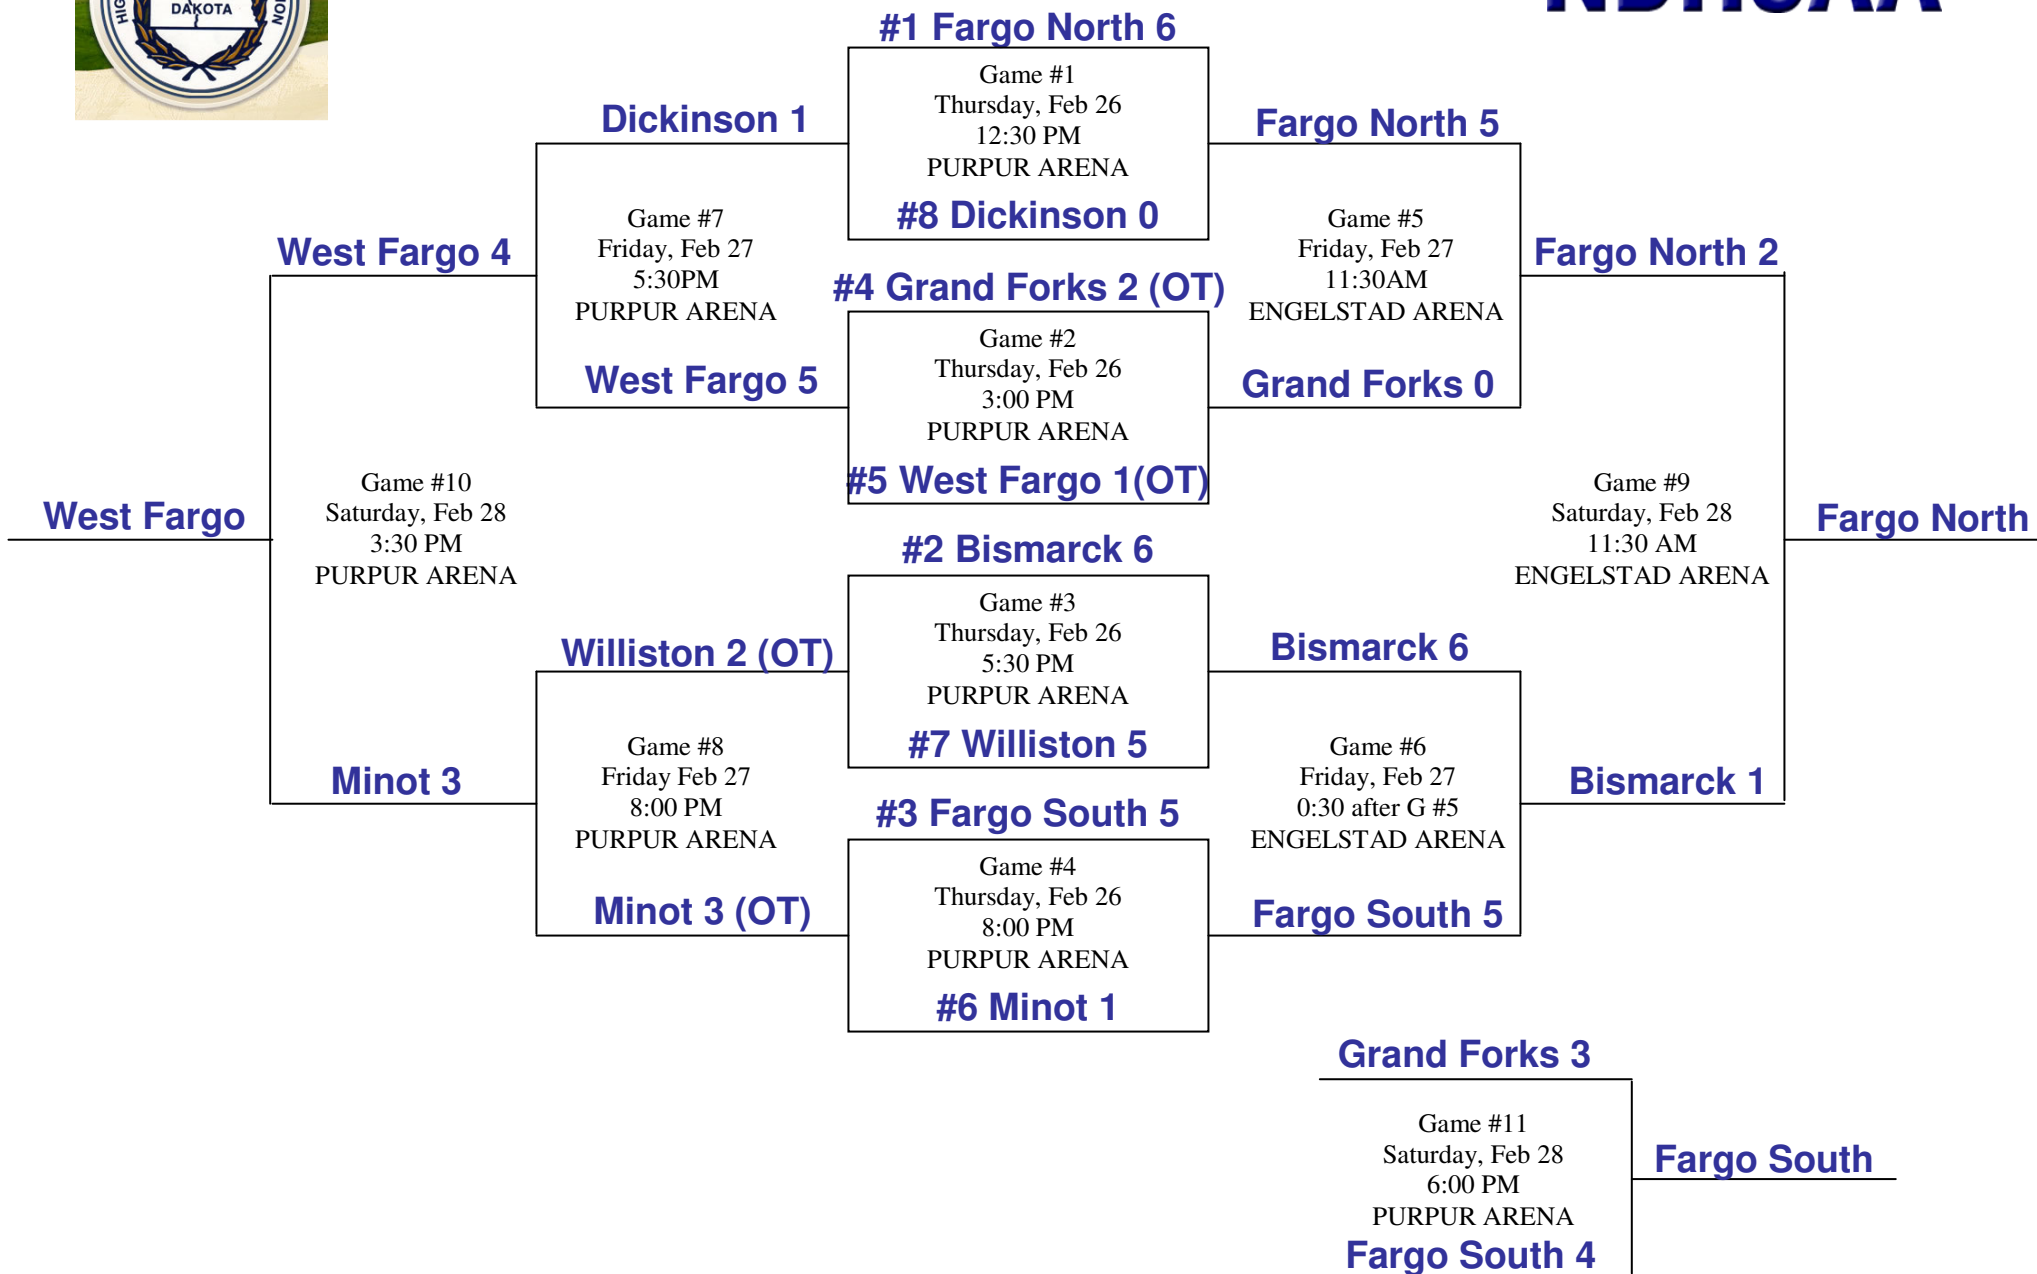 DAKOTA
#1 Fargo North 6
Game #1
Thursday, Feb 26
12:30 PM
PURPUR ARENA
#8 Dickinson 0
Dickinson 1
Game #7
Friday, Feb 27
5:30PM
PURPUR ARENA
West Fargo 5
Fargo North 5
Game #5
Friday, Feb 27
11:30AM
ENGELSTAD ARENA
Grand Forks 0
West Fargo 4
Fargo North 2
#4 Grand Forks 2 (OT)
Game #2
Thursday, Feb 26
3:00 PM
PURPUR ARENA
#5 West Fargo 1(OT)
West Fargo
Game #10
Saturday, Feb 28
3:30 PM
PURPUR ARENA
Game #9
Saturday, Feb 28
11:30 AM
ENGELSTAD ARENA
Fargo North
#2 Bismarck 6
Game #3
Thursday, Feb 26
5:30 PM
PURPUR ARENA
#7 Williston 5
Williston 2 (OT)
Game #8
Friday Feb 27
8:00 PM
PURPUR ARENA
Minot 3 (OT)
Bismarck 6
Game #6
Friday, Feb 27
0:30 after G #5
ENGELSTAD ARENA
Fargo South 5
Minot 3
Bismarck 1
#3 Fargo South 5
Game #4
Thursday, Feb 26
8:00 PM
PURPUR ARENA
#6 Minot 1
Grand Forks 3
Game #11
Saturday, Feb 28
6:00 PM
PURPUR ARENA
Fargo South 4
Fargo South